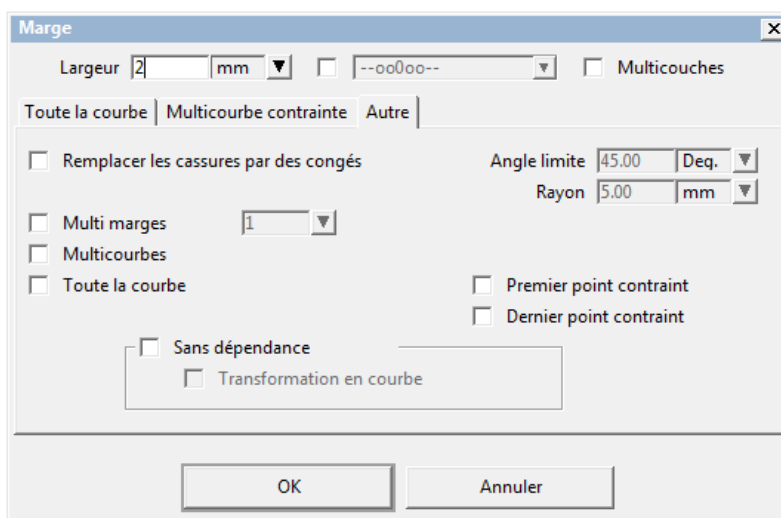 Marge
Largeur 2 mm --oo0oo-- Multicouches
Toute la courbe Multicourbe contrainte Autre
Remplacer les cassures par des congés Angle limite 45.00 Deg.
Rayon 5.00 mm
Multi marges 1
Multicourbes
Toute la courbe Premier point contraint
Dernier point contraint
Sans dépendance
Transformation en courbe
OK Annuler